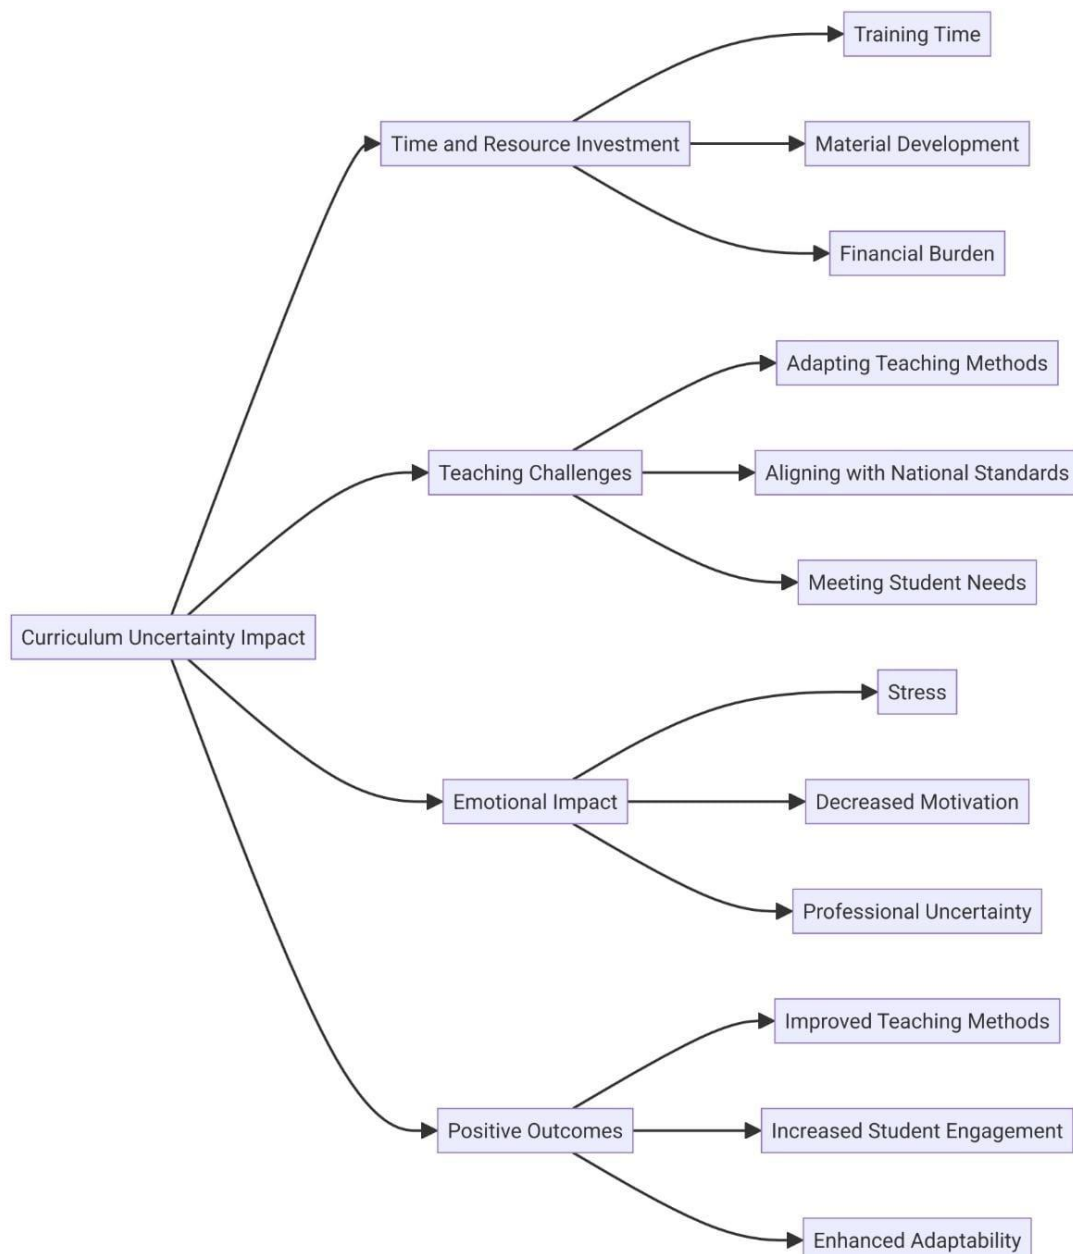 Curriculum Uncertainty Impact
Time and Resource Investment
Training Time
Material Development
Financial Burden
Teaching Challenges
Adapting Teaching Methods
Aligning with National Standards
Meeting Student Needs
Emotional Impact
Stress
Decreased Motivation
Professional Uncertainty
Positive Outcomes
Improved Teaching Methods
Increased Student Engagement
Enhanced Adaptability